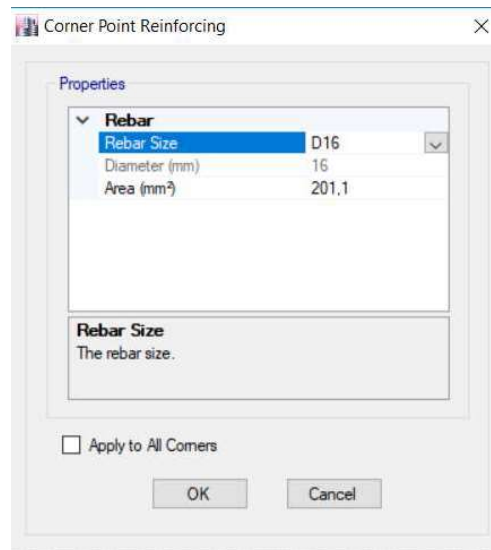 Corner Point Reinforcing
Properties
Rebar
Rebar Size D16
Diameter (mm) 16
Area (mm²) 201,1
Rebar Size
The rebar size.
Apply to All Corners
OK Cancel